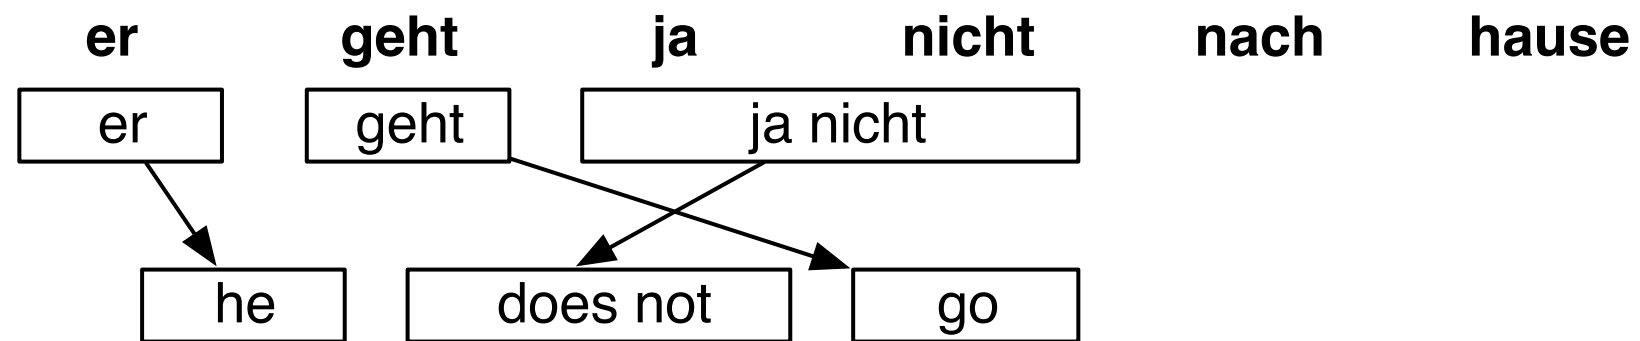 er geht ja nicht nach hause
er geht ja nicht
he does not go